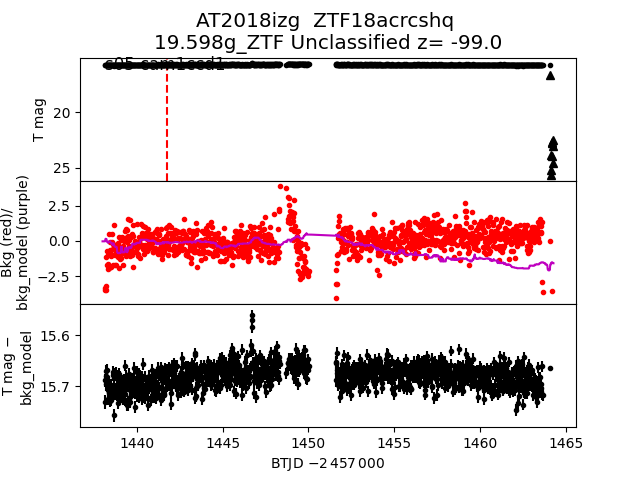 AT2018izg  ZTF18acrcshq
19.598g_ZTF Unclassified z= -99.0
s05 cam1ccd1
20
25
T mag
2.5
0.0
−2.5
Bkg (red)/
bkg_model (purple)
15.6
15.7
T mag −
bkg_model
1440 1445 1450 1455 1460 1465
BTJD −2 457 000